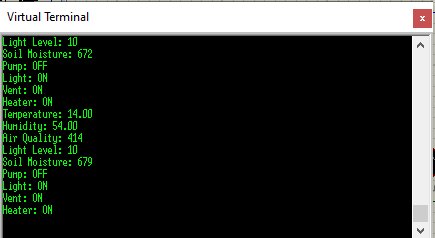 Virtual Terminal
Light Level: 10
Soil Moisture: 672
Pump: OFF
Light: ON
Vent: ON
Heater: ON
Temperature: 14.00
Humidity: 54.00
Air Quality: 414
Light Level: 10
Soil Moisture: 679
Pump: OFF
Light: ON
Vent: ON
Heater: ON